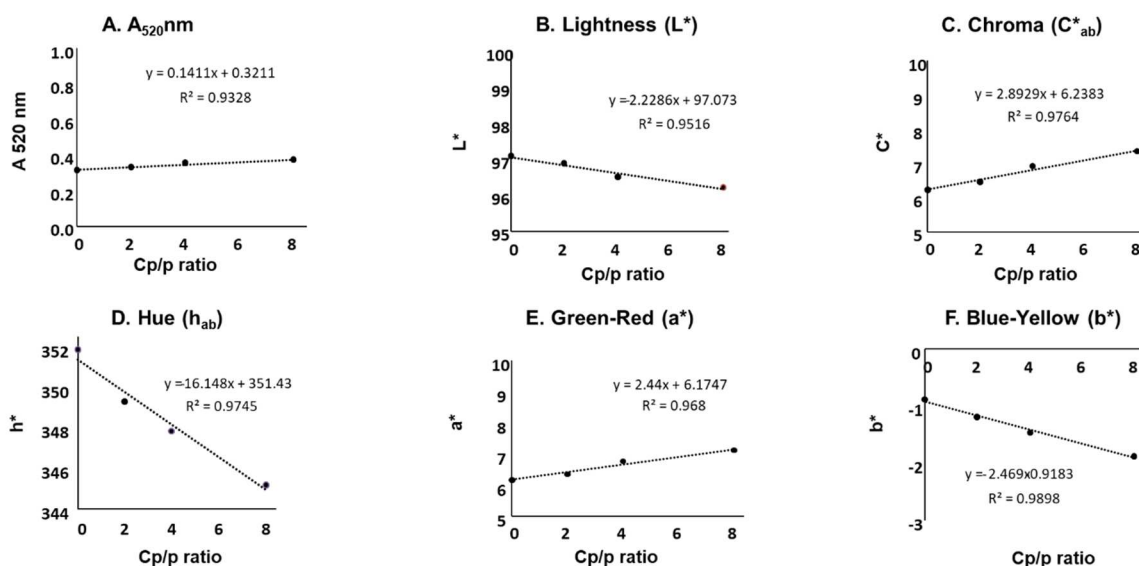 A. A520nm
1.0
0.8
0.6
0.4
0.2
0.0
A 520 nm
y = 0.1411x + 0.3211
R² = 0.9328
0 2 4 6 8
Cp/p ratio
B. Lightness (L*)
100
99
98
97
96
95
L*
y =-2.2286x + 97.073
R² = 0.9516
0 2 4 6 8
Cp/p ratio
C. Chroma (C*ab)
10
9
8
7
6
5
C*
y = 2.8929x + 6.2383
R² = 0.9764
0 2 4 6 8
Cp/p ratio
D. Hue (hab)
352
350
348
346
344
h*
y =-16.148x + 351.43
R² = 0.9745
0 2 4 6 8
Cp/p ratio
E. Green-Red (a*)
10
9
8
7
6
5
a*
y = 2.44x + 6.1747
R² = 0.968
0 2 4 6 8
Cp/p ratio
F. Blue-Yellow (b*)
0
-1
-2
-3
b*
0 2 4 6 8
y =-2.469x0.9183
R² = 0.9898
Cp/p ratio